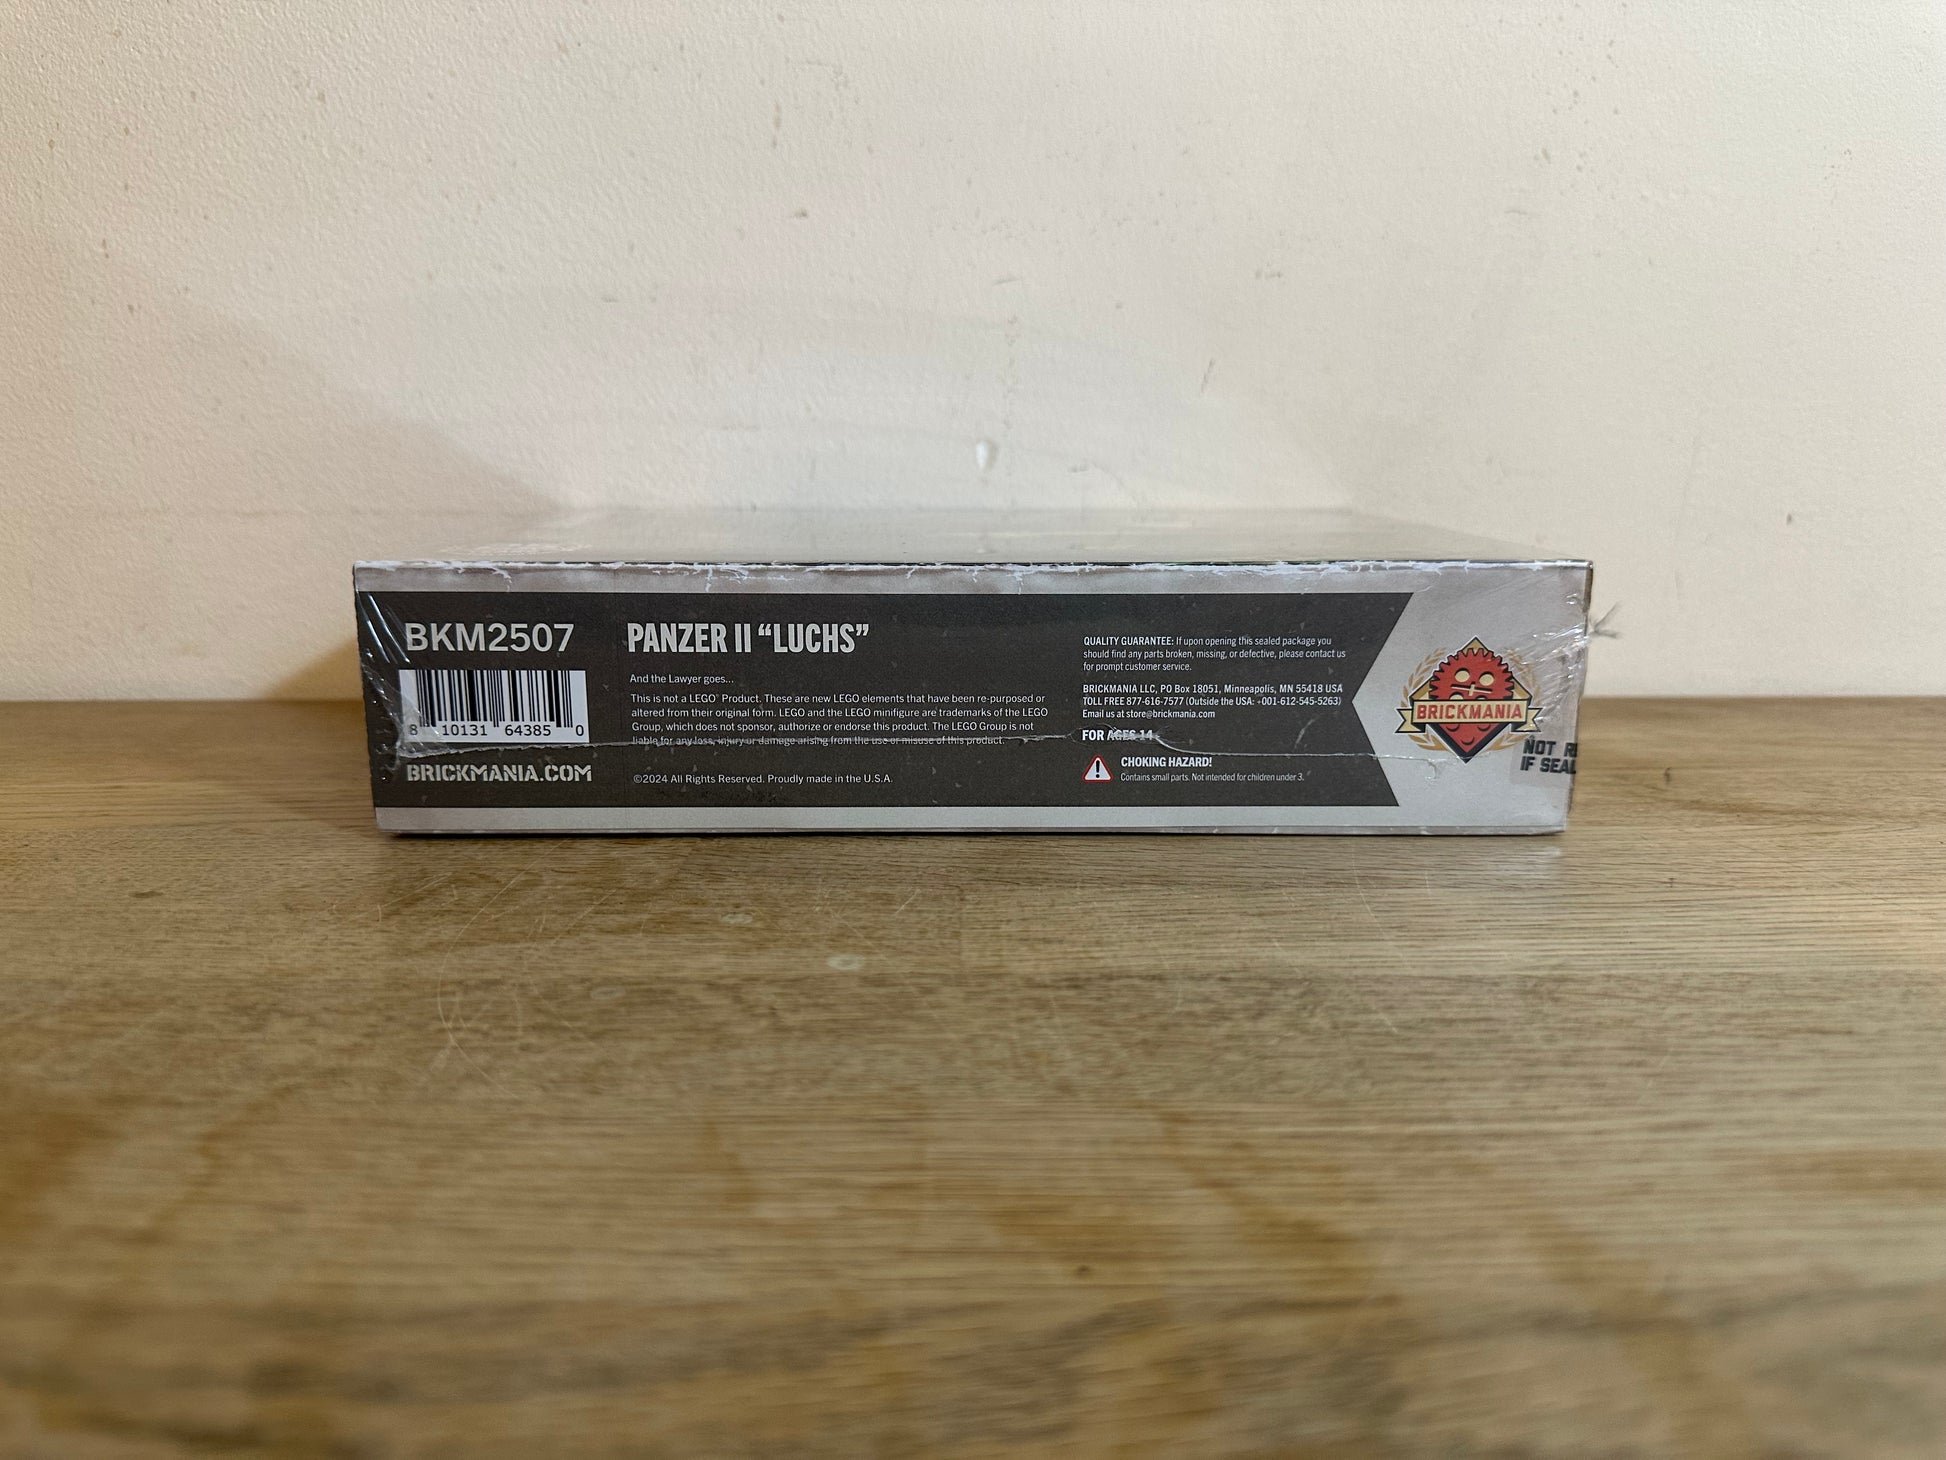 BKM2507
8 10131 64385 0
BRICKMANIA.COM
PANZER II “LUCHS”
And the Lawyer goes...
This is not a LEGO® Product. These are new LEGO elements that have been re-purposed or
altered from their original form. LEGO and the LEGO minifigure are trademarks of the LEGO
Group, which does not sponsor, authorize or endorse this product. The LEGO Group is not
liable for any loss, injury or damage arising from the use or misuse of this product.
©2024 All Rights Reserved. Proudly made in the U.S.A.
QUALITY GUARANTEE: If upon opening this sealed package you
should find any parts broken, missing, or defective, please contact us
for prompt customer service.
BRICKMANIA LLC, PO Box 18051, Minneapolis, MN 55418 USA
TOLL FREE 877-616-7577 (Outside the USA: +001-612-545-5263)
Email us at store@brickmania.com
FOR AGES 14
CHOKING HAZARD!
Contains small parts. Not intended for children under 3.
BRICKMANIA
NOT
IF